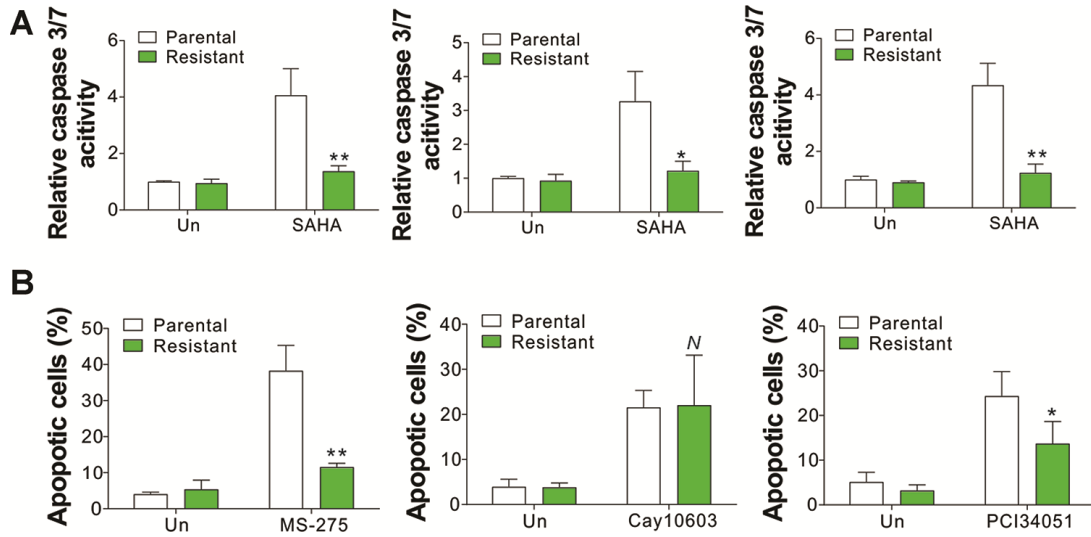 A
Relative caspase 3/7
acitivity
6
4
2
0
Parental
Resistant
**
Un
SAHA
Relative caspase 3/7
acitivity
5
4
3
2
1
0
Parental
Resistant
*
Un
SAHA
Relative caspase 3/7
acitivity
6
4
2
0
Parental
Resistant
**
Un
SAHA
B
Apopotic cells (%)
50
40
30
20
10
0
Parental
Resistant
**
Un
MS-275
Apopotic cells (%)
40
30
20
10
0
Parental
Resistant
N
Un
Cay10603
Apopotic cells (%)
40
30
20
10
0
Parental
Resistant
*
Un
PCI34051